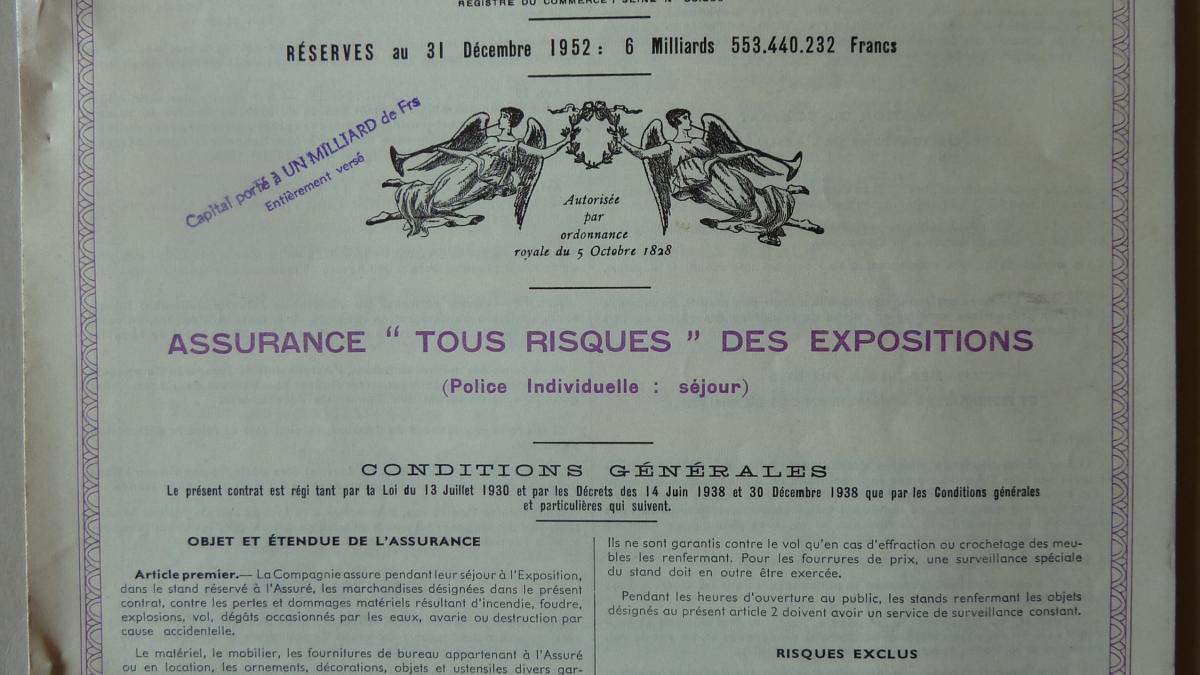 REGISTRE DU COMMERCE : SEINE N°
RÉSERVES au 31 Décembre 1952 : 6 Milliards 553.440.232 Francs
Capital porté à UN MILLIARD de Frs
Entièrement versé
Autorisée
par
ordonnance
royale du 5 Octobre 1828
ASSURANCE “ TOUS RISQUES ” DES EXPOSITIONS
(Police Individuelle : séjour)
CONDITIONS GÉNÉRALES
Le présent contrat est régi tant par la Loi du 13 Juillet 1930 et par les Décrets des 14 Juin 1938 et 30 Décembre 1938 que par les Conditions générales
et particulières qui suivent.
OBJET ET ÉTENDUE DE L'ASSURANCE
Article premier.— La Compagnie assure pendant leur séjour à l'Exposition,
dans le stand réservé à l'Assuré, les marchandises désignées dans le présent
contrat, contre les pertes et dommages matériels résultant d'incendie, foudre,
explosions, vol, dégâts occasionnés par les eaux, avarie ou destruction par
cause accidentelle.
Le matériel, le mobilier, les fournitures de bureau appartenant à l'Assuré
ou en location, les ornements, décorations, objets et ustensiles divers gar-
Ils ne sont garantis contre le vol qu'en cas d'effraction ou crochetage des meu-
bles les renfermant. Pour les fourrures de prix, une surveillance spéciale
du stand doit en outre être exercée.
Pendant les heures d'ouverture au public, les stands renfermant les objets
désignés au présent article 2 doivent avoir un service de surveillance constant.
RISQUES EXCLUS